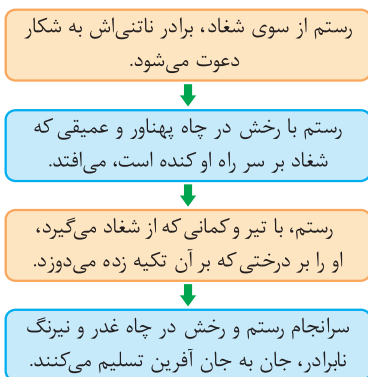 رستم از سوی شغاد، برادر ناتنی‌اش به شکار
دعوت می‌شود.
رستم با رخش در چاه پهناور و عمیقی که
شغاد بر سر راه او کنده است، می‌افتد.
رستم، با تیر و کمانی که از شغاد می‌گیرد،
او را بر درختی که بر آن تکیه زده می‌دوزد.
سرانجام رستم و رخش در چاه غدر و نیرنگ
نابرادر، جان به جان آفرین تسلیم می‌کنند.